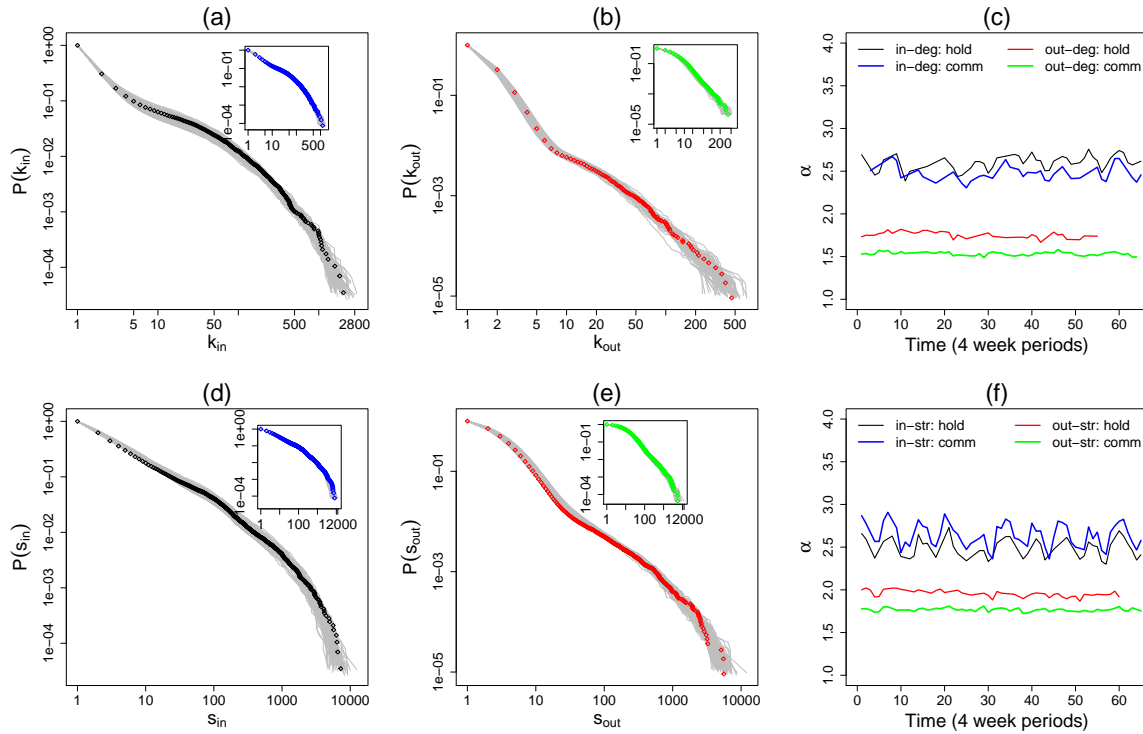 (a)
1e+00
1e-01
1e-02
1e-03
1e-04
P(k_in)
1 5 10 50 500 2800
k_in
1e-01
1e-04
1 10 500
(b)
1e+00
1e-01
1e-03
1e-05
P(k_out)
1 2 5 10 20 50 200 500
k_out
1e-01
1e-05
1 10 200
(c)
in-deg: hold out-deg: hold
in-deg: comm out-deg: comm
4.0
3.5
3.0
2.5
2.0
1.5
1.0
α
0 10 20 30 40 50 60
Time (4 week periods)
(d)
1e+00
1e-01
1e-02
1e-03
1e-04
P(s_in)
1 10 100 1000 10000
s_in
1e+00
1e-04
1 100 12000
(e)
1e-01
1e-03
1e-05
P(s_out)
1 10 100 1000 10000
s_out
1e-01
1e-04
1 100 12000
(f)
in-str: hold out-str: hold
in-str: comm out-str: comm
4.0
3.5
3.0
2.5
2.0
1.5
1.0
α
0 10 20 30 40 50 60
Time (4 week periods)